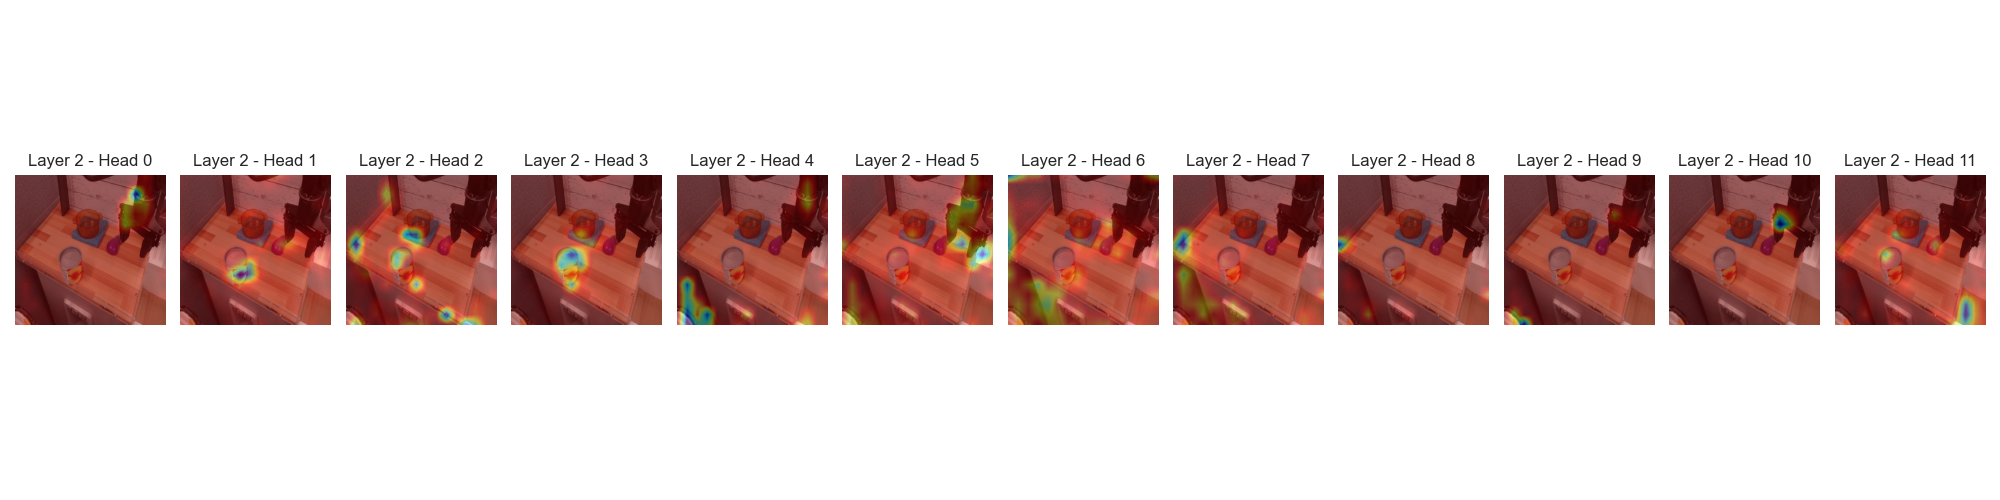 Layer 2 - Head 0
Layer 2 - Head 1
Layer 2 - Head 2
Layer 2 - Head 3
Layer 2 - Head 4
Layer 2 - Head 5
Layer 2 - Head 6
Layer 2 - Head 7
Layer 2 - Head 8
Layer 2 - Head 9
Layer 2 - Head 10
Layer 2 - Head 11